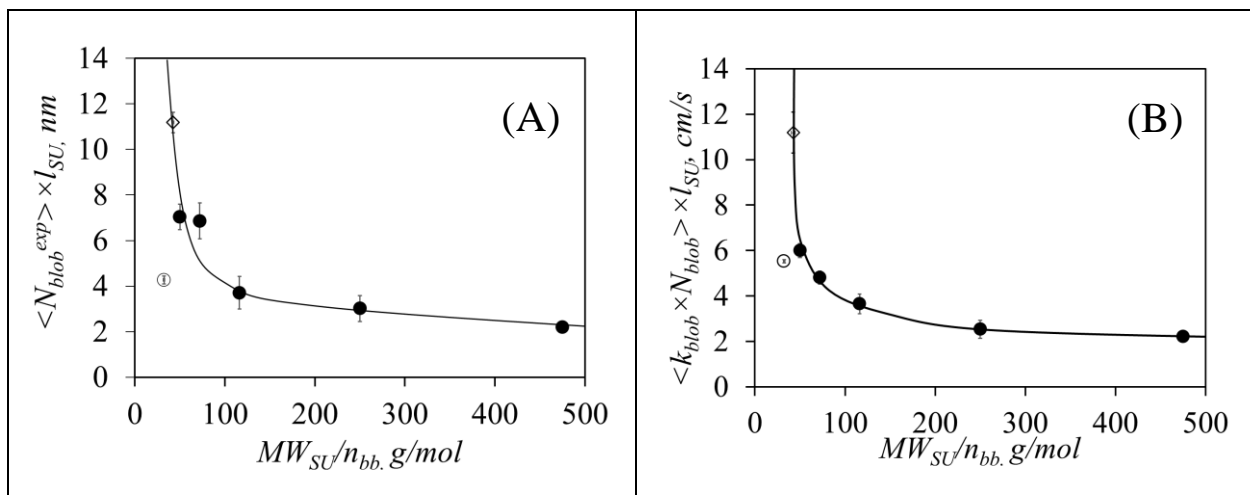 (A)
<N_blob^exp> ×l_SU, nm
14
12
10
8
6
4
2
0
0 100 200 300 400 500
MW_SU/n_bb, g/mol
(B)
<k_blob×N_blob> ×l_SU, cm/s
14
12
10
8
6
4
2
0
0 100 200 300 400 500
MW_SU/n_bb, g/mol